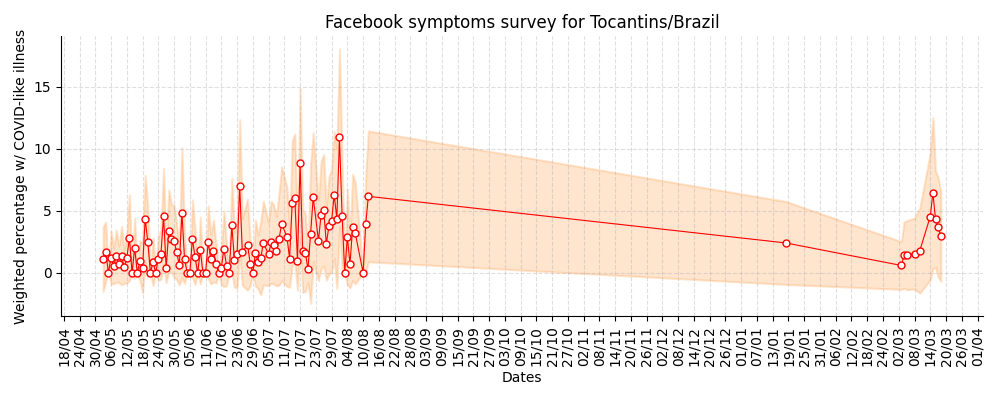 Facebook symptoms survey for Tocantins/Brazil
Weighted percentage w/ COVID-like illness
15
10
5
0
18/04 24/04 30/04 06/05 12/05 18/05 24/05 30/05 05/06 11/06 17/06 23/06 29/06 05/07 11/07 17/07 23/07 29/07 04/08 10/08 16/08 22/08 28/08 03/09 09/09 15/09 21/09 27/09 03/10 09/10 15/10 21/10 27/10 02/11 08/11 14/11 20/11 26/11 02/12 08/12 14/12 20/12 26/12 01/01 07/01 13/01 19/01 25/01 31/01 06/02 12/02 18/02 24/02 02/03 08/03 14/03 20/03 26/03 01/04
Dates